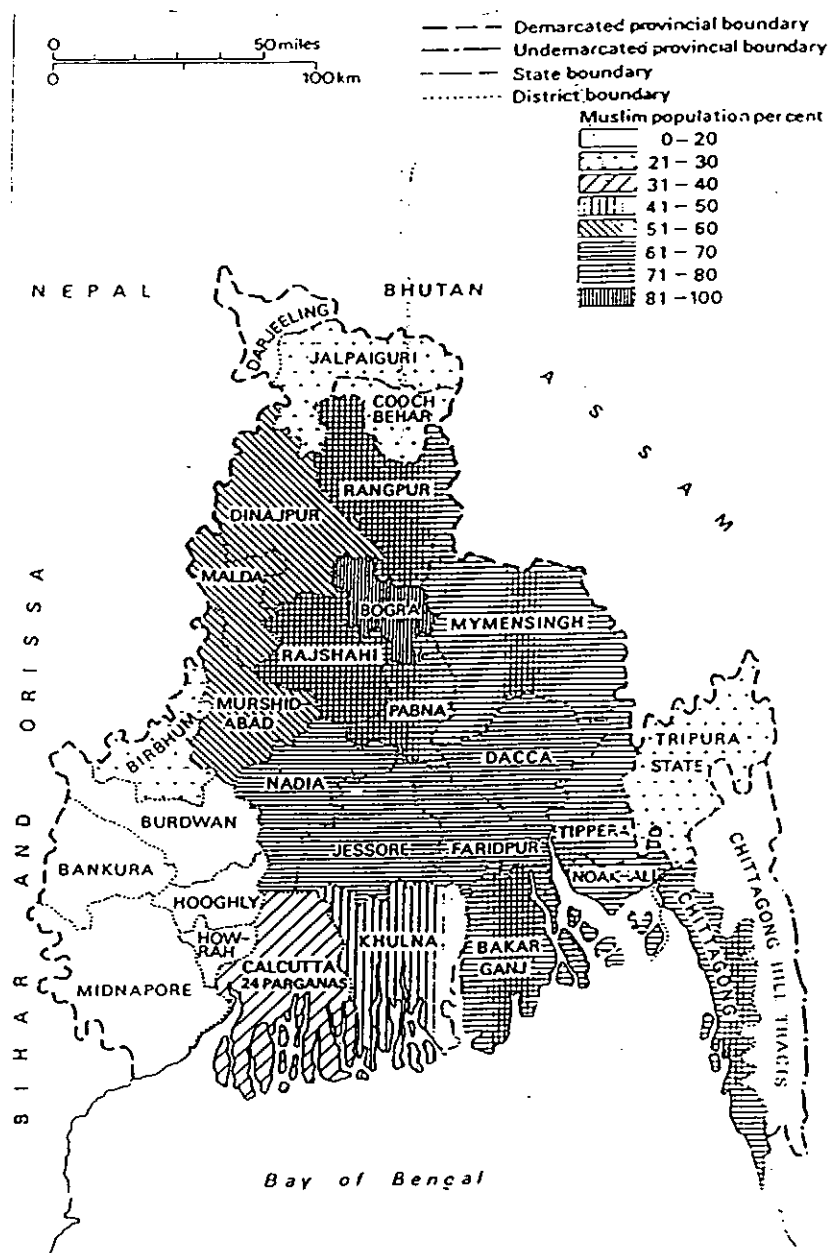 0 50 miles
0 100 km
Demarcated provincial boundary
Undemarcated provincial boundary
State boundary
District boundary
Muslim population per cent
0 – 20
21 – 30
31 – 40
41 – 50
51 – 60
61 – 70
71 – 80
81 – 100
NEPAL
BHUTAN
ASSAM
BIHAR AND ORISSA
DARJEELING
JALPAIGURI
COOCH
BEHAR
RANGPUR
DINAJPUR
MALDA
BOGRA
MYMENSINGH
RAJSHAHI
MURSHID-
ABAD
PABNA
BIRBHUM
DACCA
TRIPURA
STATE
NADIA
BURDWAN
BANKURA
JESSORE
FARIDPUR
TIPPERA
NOAKHALI
HOOGHLY
HOW-
RAH
KHULNA
BAKAR
GANJ
CALCUTTA
24 PARGANAS
MIDNAPORE
CHITTAGONG
CHITTAGONG HILL TRACTS
Bay of Bengal